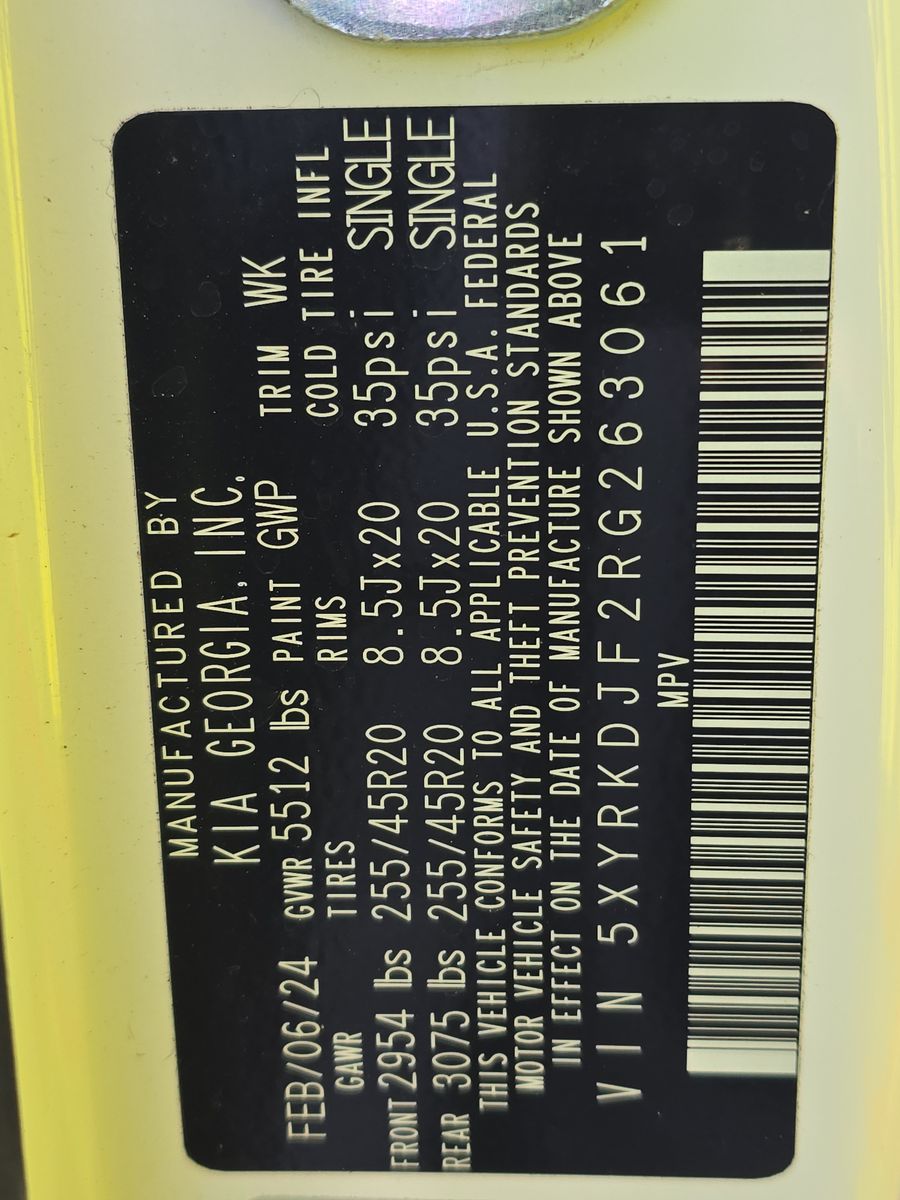 MANUFACTURED BY
KIA GEORGIA, INC.
FEB/06/24 GVWR 5512 lbs PAINT GWP TRIM WK
GAWR TIRES RIMS COLD TIRE INFL
FRONT 2954 lbs 255/45R20 8.5Jx20 35psi SINGLE
REAR 3075 lbs 255/45R20 8.5Jx20 35psi SINGLE
THIS VEHICLE CONFORMS TO ALL APPLICABLE U.S.A. FEDERAL
MOTOR VEHICLE SAFETY AND THEFT PREVENTION STANDARDS
IN EFFECT ON THE DATE OF MANUFACTURE SHOWN ABOVE
VIN 5XYRKDJF2RG263061
MPV